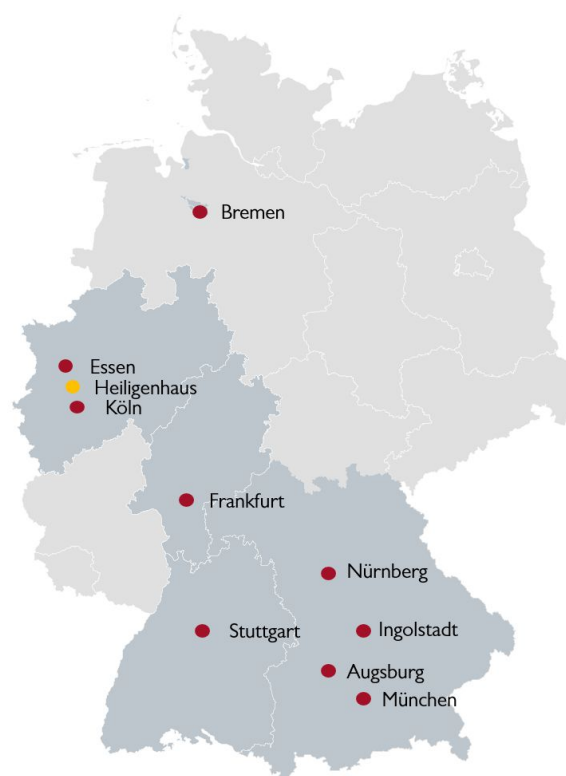 Bremen
Essen
Heiligenhaus
Köln
Frankfurt
Nürnberg
Stuttgart
Ingolstadt
Augsburg
München